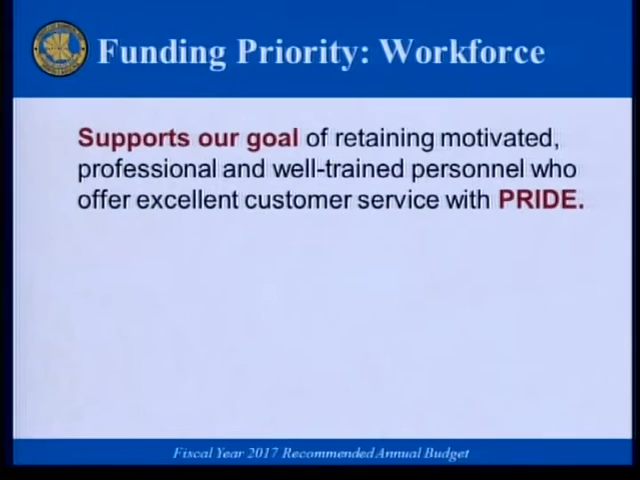 Funding Priority: Workforce
Supports our goal of retaining motivated,
professional and well-trained personnel who
offer excellent customer service with PRIDE.
Fiscal Year 2017 Recommended Annual Budget